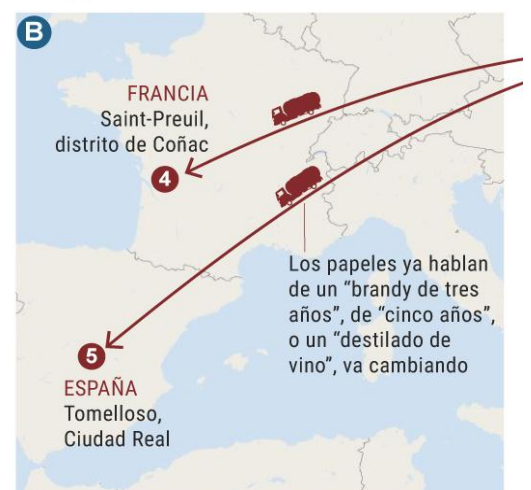 B
FRANCIA
Saint-Preuil,
distrito de Coñac
4
Los papeles ya hablan
de un “brandy de tres
años”, de “cinco años”,
o un “destilado de
vino”, va cambiando
5
ESPAÑA
Tomelloso,
Ciudad Real